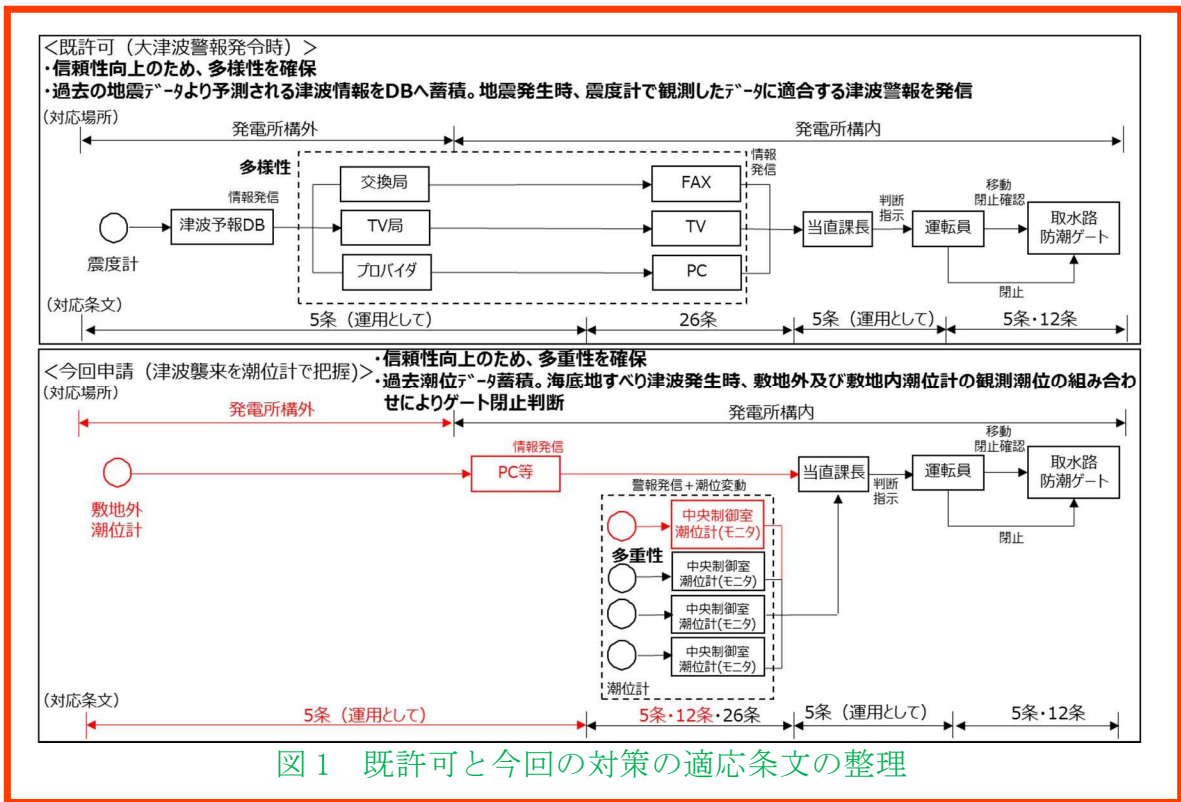 ＜既許可（大津波警報発令時）＞
・信頼性向上のため、多様性を確保
・過去の地震ﾃﾞｰﾀより予測される津波情報をDBへ蓄積。地震発生時、震度計で観測したﾃﾞｰﾀに適合する津波警報を発信
(対応場所)
発電所構外
発電所構内
多様性
情報発信
震度計
津波予報DB
交換局
TV局
プロバイダ
FAX
TV
PC
情報
発信
当直課長
判断
指示
運転員
移動
閉止確認
取水路
防潮ゲート
閉止
(対応条文)
5条（運用として）
26条
5条（運用として）
5条･12条
＜今回申請（津波襲来を潮位計で把握)＞
・信頼性向上のため、多重性を確保
・過去潮位ﾃﾞｰﾀ蓄積。海底地すべり津波発生時、敷地外及び敷地内潮位計の観測潮位の組み合わ
せによりゲート閉止判断
(対応場所)
発電所構外
発電所構内
敷地外
潮位計
情報発信
PC等
警報発信＋潮位変動
中央制御室
潮位計(モニタ)
多重性
中央制御室
潮位計(モニタ)
中央制御室
潮位計(モニタ)
中央制御室
潮位計(モニタ)
潮位計
当直課長
判断
指示
運転員
移動
閉止確認
取水路
防潮ゲート
閉止
(対応条文)
5条（運用として）
5条･12条･26条
5条（運用として）
5条･12条
図１　既許可と今回の対策の適応条文の整理